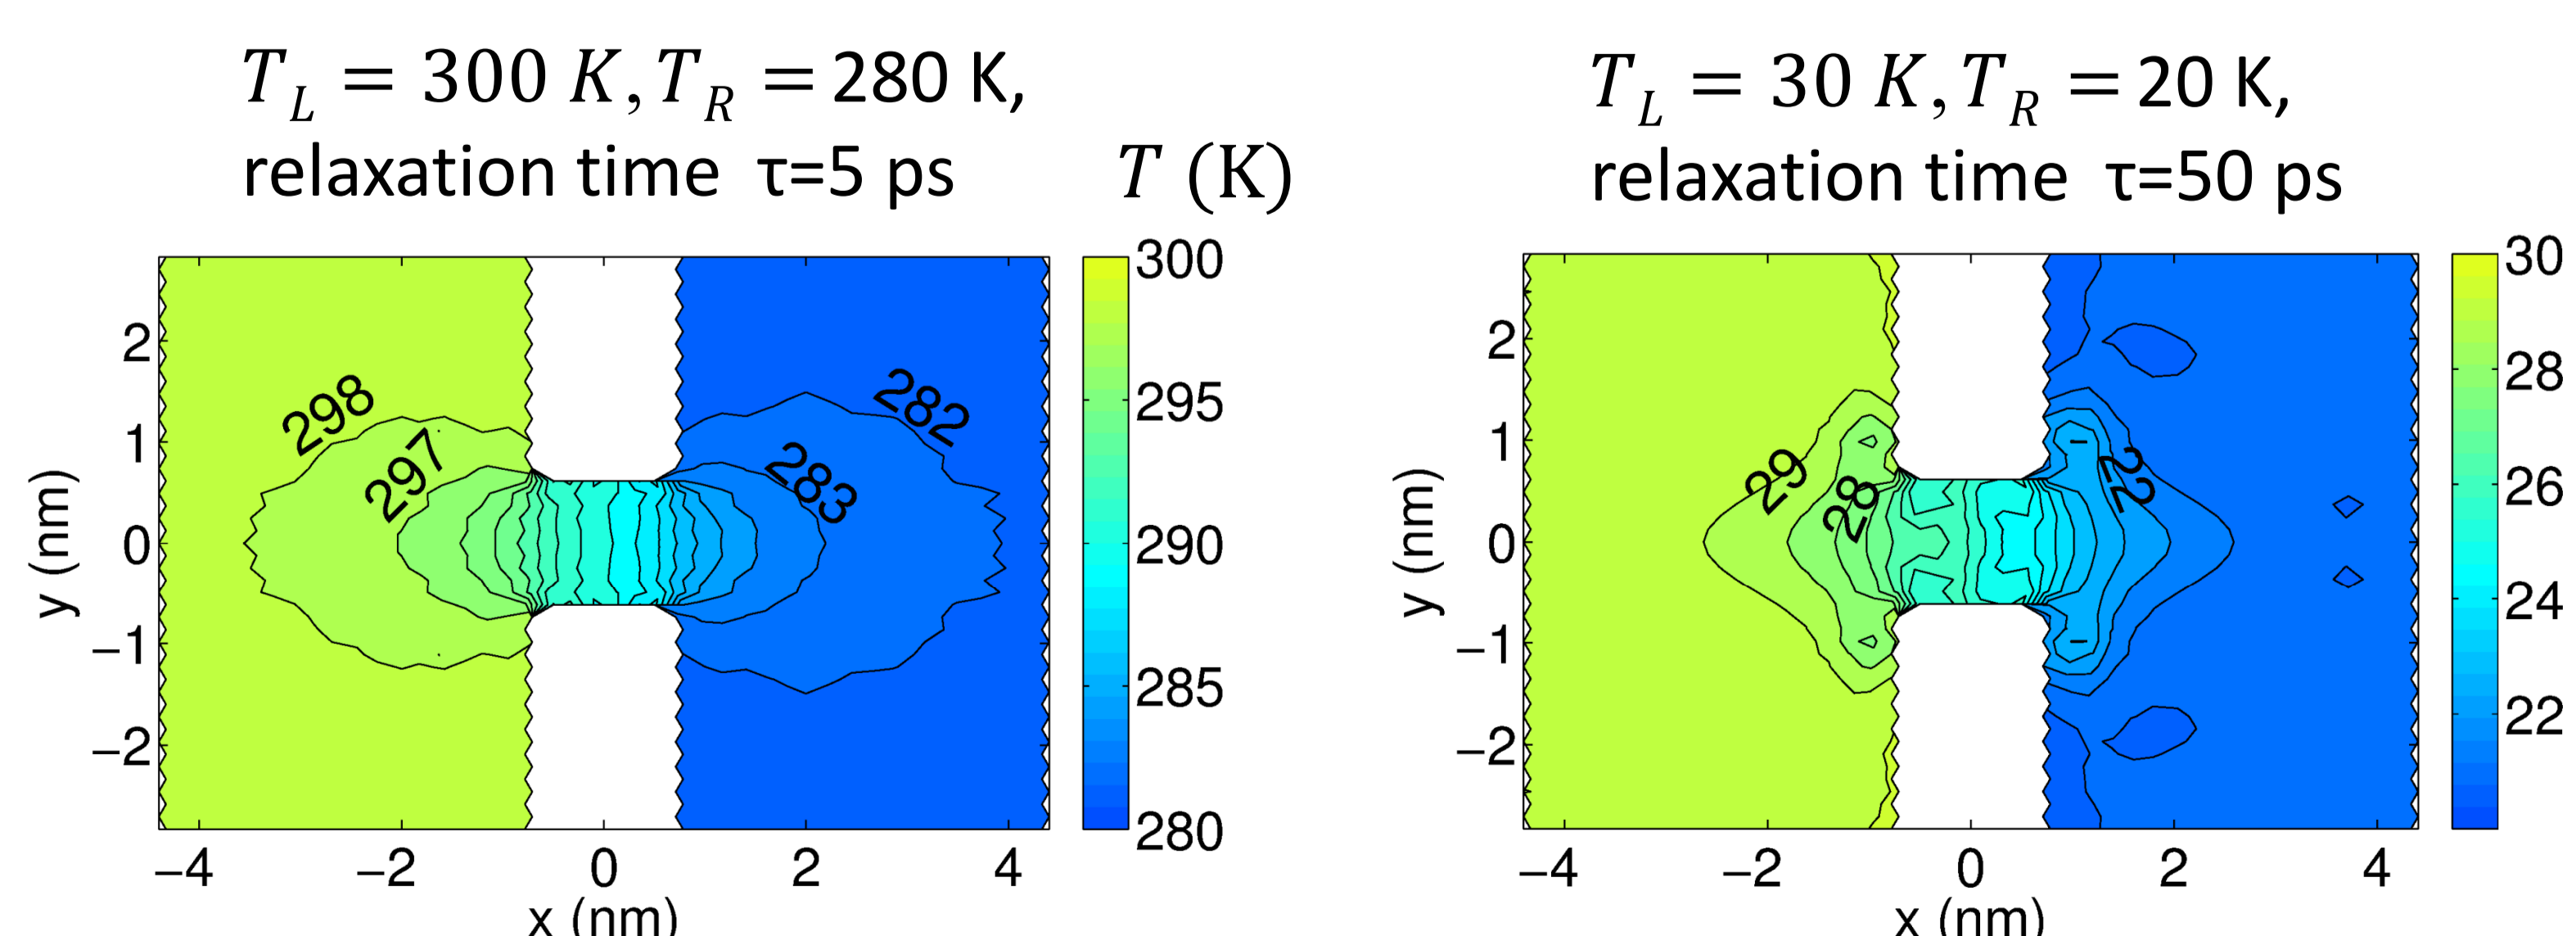 T_L = 300 K, T_R = 280 K,
relaxation time τ=5 ps
T (K)
298
297
282
283
2
1
0
−1
−2
y (nm)
−4 −2 0 2 4
x (nm)
300
295
290
285
280
T_L = 30 K, T_R = 20 K,
relaxation time τ=50 ps
29
28
22
2
1
0
−1
−2
y (nm)
−4 −2 0 2 4
x (nm)
30
28
26
24
22